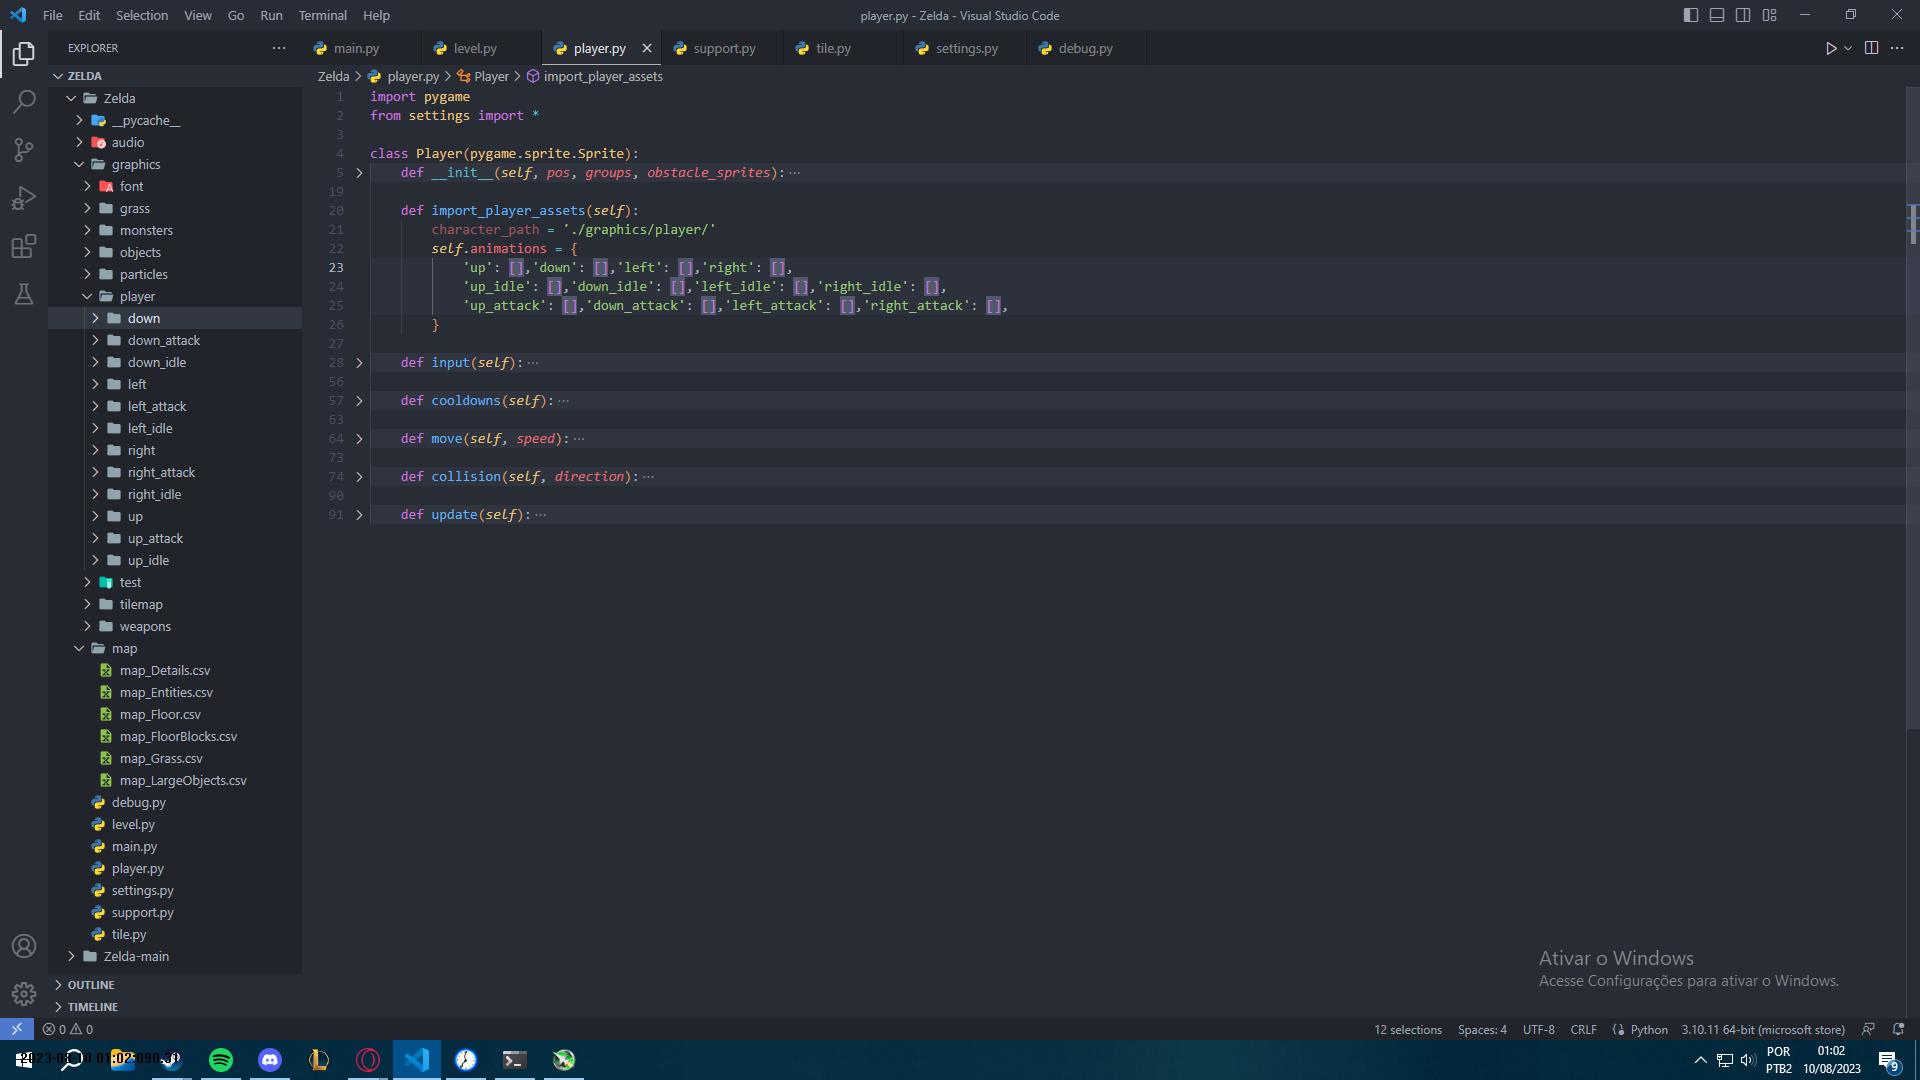 File Edit Selection View Go Run Terminal Help
player.py - Zelda - Visual Studio Code
EXPLORER
main.py level.py player.py support.py tile.py settings.py debug.py
ZELDA
Zelda > player.py > Player > import_player_assets
Zelda
__pycache__
audio
graphics
font
grass
monsters
objects
particles
player
down
down_attack
down_idle
left
left_attack
left_idle
right
right_attack
right_idle
up
up_attack
up_idle
test
tilemap
weapons
map
map_Details.csv
map_Entities.csv
map_Floor.csv
map_FloorBlocks.csv
map_Grass.csv
map_LargeObjects.csv
debug.py
level.py
main.py
player.py
settings.py
support.py
tile.py
Zelda-main
OUTLINE
TIMELINE
1 import pygame
2 from settings import *
3
4 class Player(pygame.sprite.Sprite):
5 def __init__(self, pos, groups, obstacle_sprites):···
19
20 def import_player_assets(self):
21 character_path = './graphics/player/'
22 self.animations = {
23 'up': [],'down': [],'left': [],'right': [],
24 'up_idle': [],'down_idle': [],'left_idle': [],'right_idle': [],
25 'up_attack': [],'down_attack': [],'left_attack': [],'right_attack': [],
26 }
27
28 def input(self):···
56
57 def cooldowns(self):···
63
64 def move(self, speed):···
73
74 def collision(self, direction):···
90
91 def update(self):···
Ativar o Windows
Acesse Configurações para ativar o Windows.
0 0 12 selections Spaces: 4 UTF-8 CRLF Python 3.10.11 64-bit (microsoft store)
POR
PTB2
01:02
10/08/2023
9